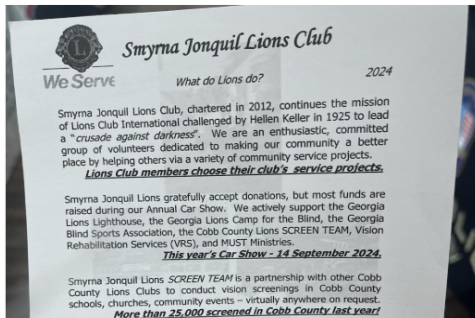 L
Smyrna Jonquil Lions Club
We Serve
What do Lions do?
2024
Smyrna Jonquil Lions Club, chartered in 2012, continues the mission
of Lions Club International challenged by Hellen Keller in 1925 to lead
a "crusade against darkness". We are an enthusiastic, committed
group of volunteers dedicated to making our community a better
place by helping others via a variety of community service projects.
Lions Club members choose their club's service projects.
Smyrna Jonquil Lions gratefully accept donations, but most funds are
raised during our Annual Car Show. We actively support the Georgia
Lions Lighthouse, the Georgia Lions Camp for the Blind, the Georgia
Blind Sports Association, the Cobb County Lions SCREEN TEAM, Vision
Rehabilitation Services (VRS), and MUST Ministries.
This year's Car Show - 14 September 2024.
Smyrna Jonquil Lions SCREEN TEAM is a partnership with other Cobb
County Lions Clubs to conduct vision screenings in Cobb County
schools, churches, community events – virtually anywhere on request.
More than 25,000 screened in Cobb County last year!